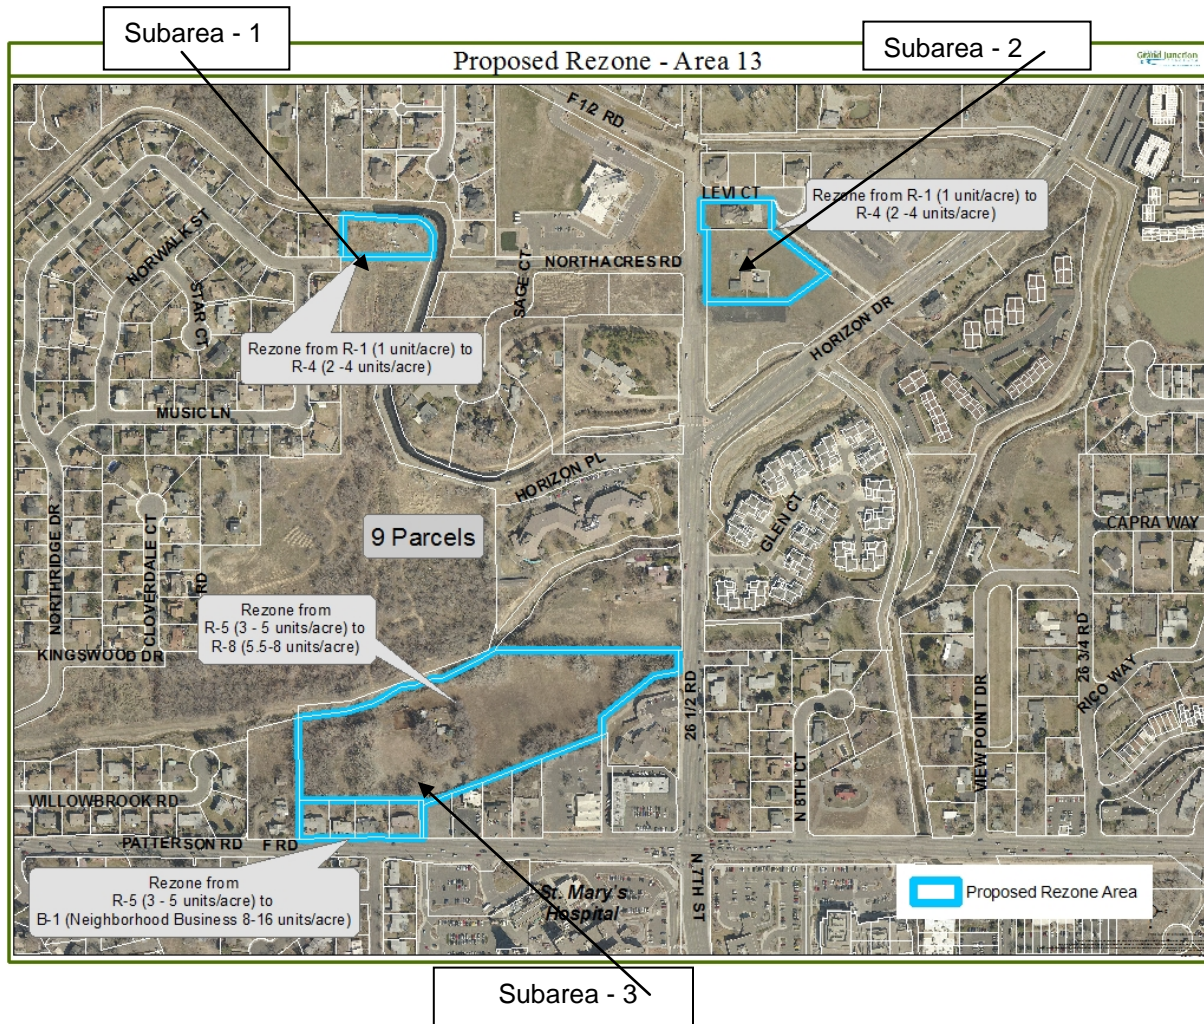 Subarea - 1
Subarea - 2
Proposed Rezone - Area 13
Grand Junction
F 1/2 RD
LEVI CT
Rezone from R-1 (1 unit/acre) to
R-4 (2 -4 units/acre)
NORWALK ST
STAR CT
NORTHACRES RD
SAGE CT
HORIZON DR
Rezone from R-1 (1 unit/acre) to
R-4 (2 -4 units/acre)
MUSIC LN
HORIZON PL
NORTHRIDGE DR
CLOVERDALE CT
RD
9 Parcels
GLEN CT
CAPRA WAY
Rezone from
R-5 (3 - 5 units/acre) to
R-8 (5.5-8 units/acre)
KINGSWOOD DR
26 1/2 RD
26 3/4 RD
RICO WAY
VIEWPOINT DR
N 8TH CT
WILLOWBROOK RD
PATTERSON RD
F RD
Rezone from
R-5 (3 - 5 units/acre) to
B-1 (Neighborhood Business 8-16 units/acre)
St. Mary's
Hospital
N 7TH ST
Proposed Rezone Area
Subarea - 3